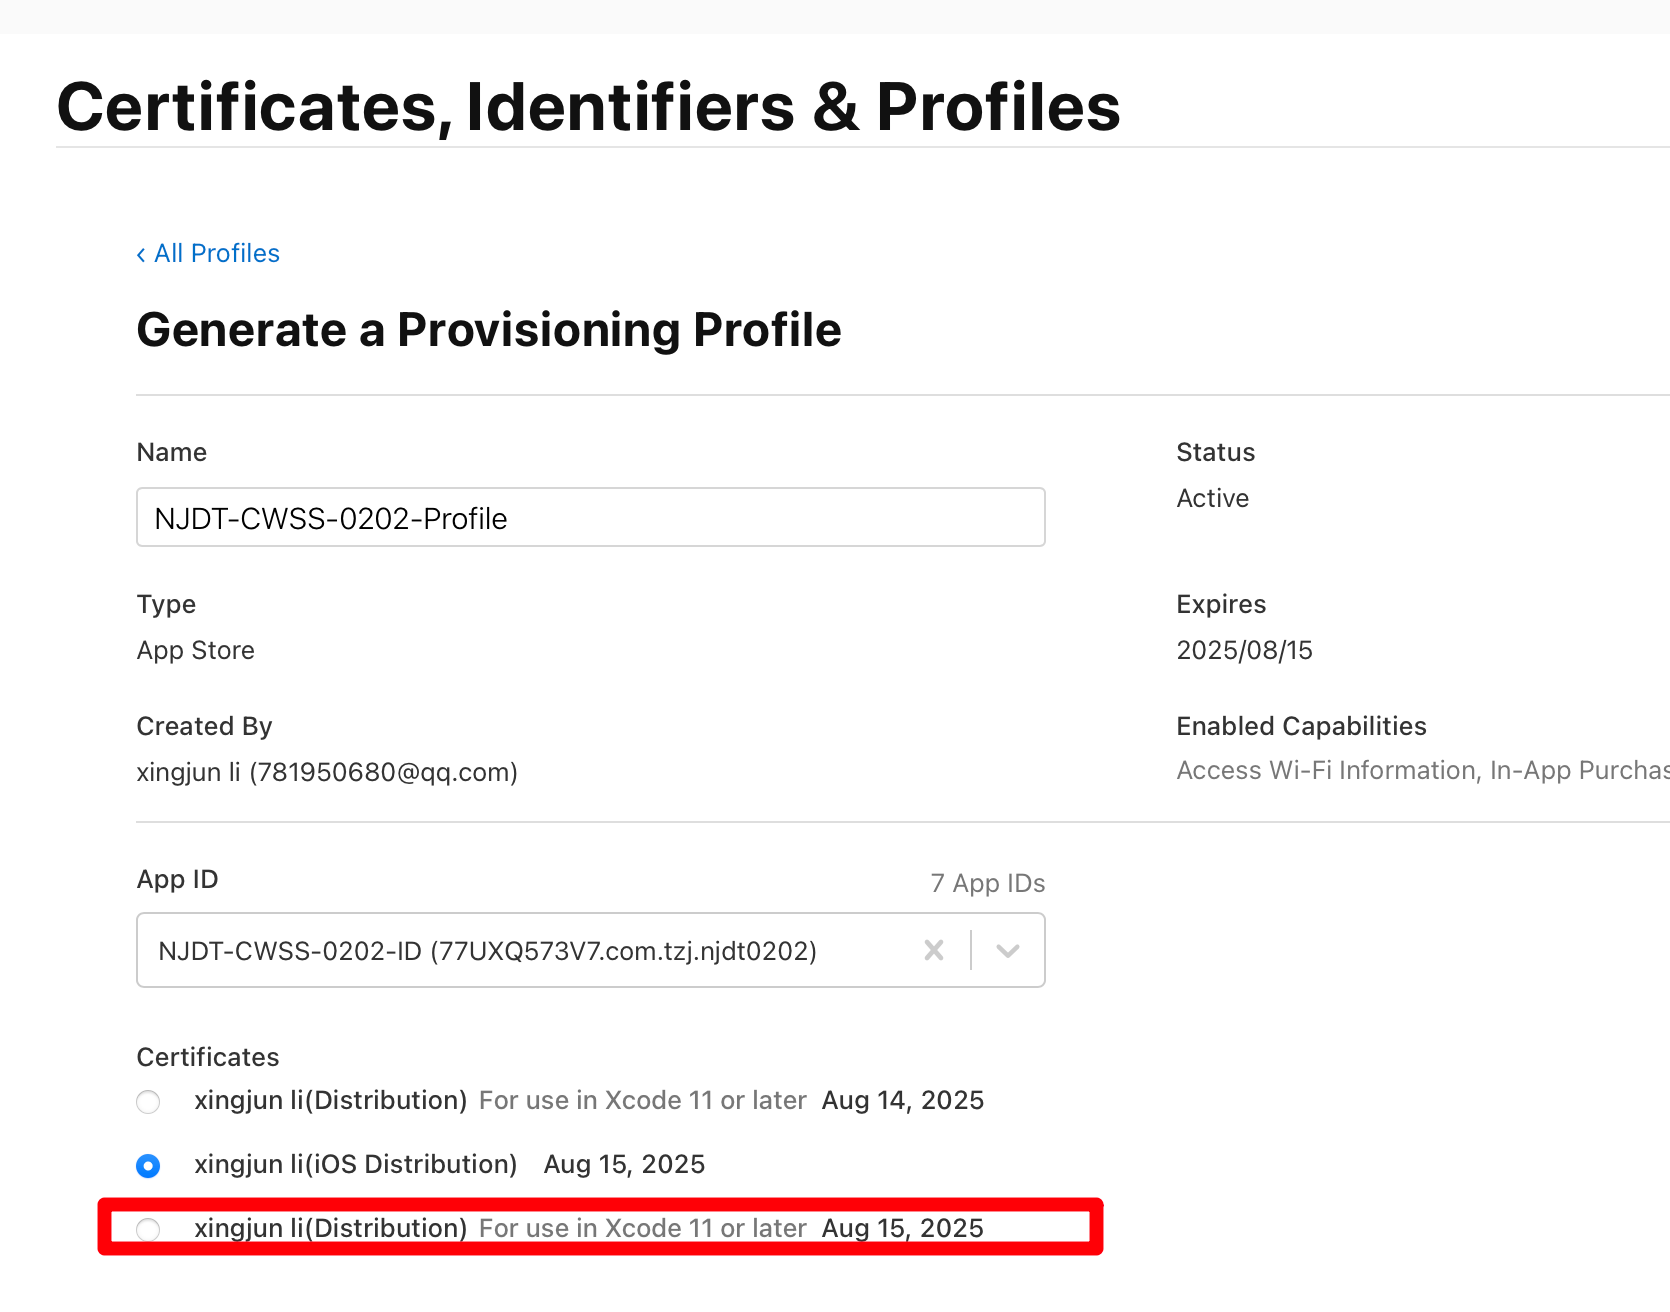 Certificates, Identifiers & Profiles
‹ All Profiles
Generate a Provisioning Profile
Name
NJDT-CWSS-0202-Profile
Status
Active
Type
App Store
Expires
2025/08/15
Created By
xingjun li (781950680@qq.com)
Enabled Capabilities
Access Wi-Fi Information, In-App Purchas
App ID
7 App IDs
NJDT-CWSS-0202-ID (77UXQ573V7.com.tzj.njdt0202)
Certificates
xingjun li(Distribution) For use in Xcode 11 or later Aug 14, 2025
xingjun li(iOS Distribution) Aug 15, 2025
xingjun li(Distribution) For use in Xcode 11 or later Aug 15, 2025